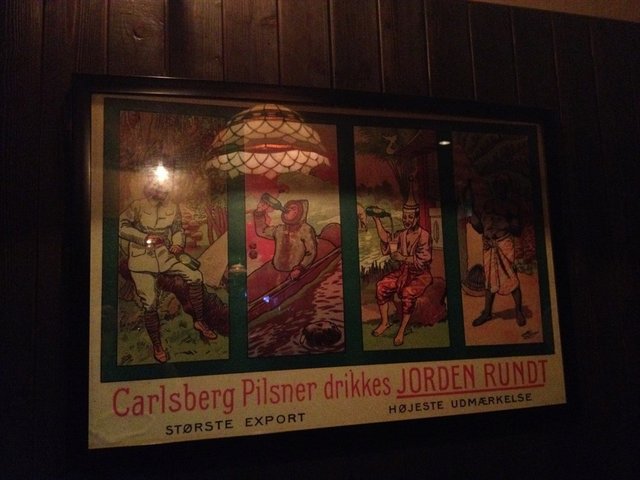 Carlsberg Pilsner drikkes JORDEN RUNDT
STØRSTE EXPORT
HØJESTE UDMÆRKELSE